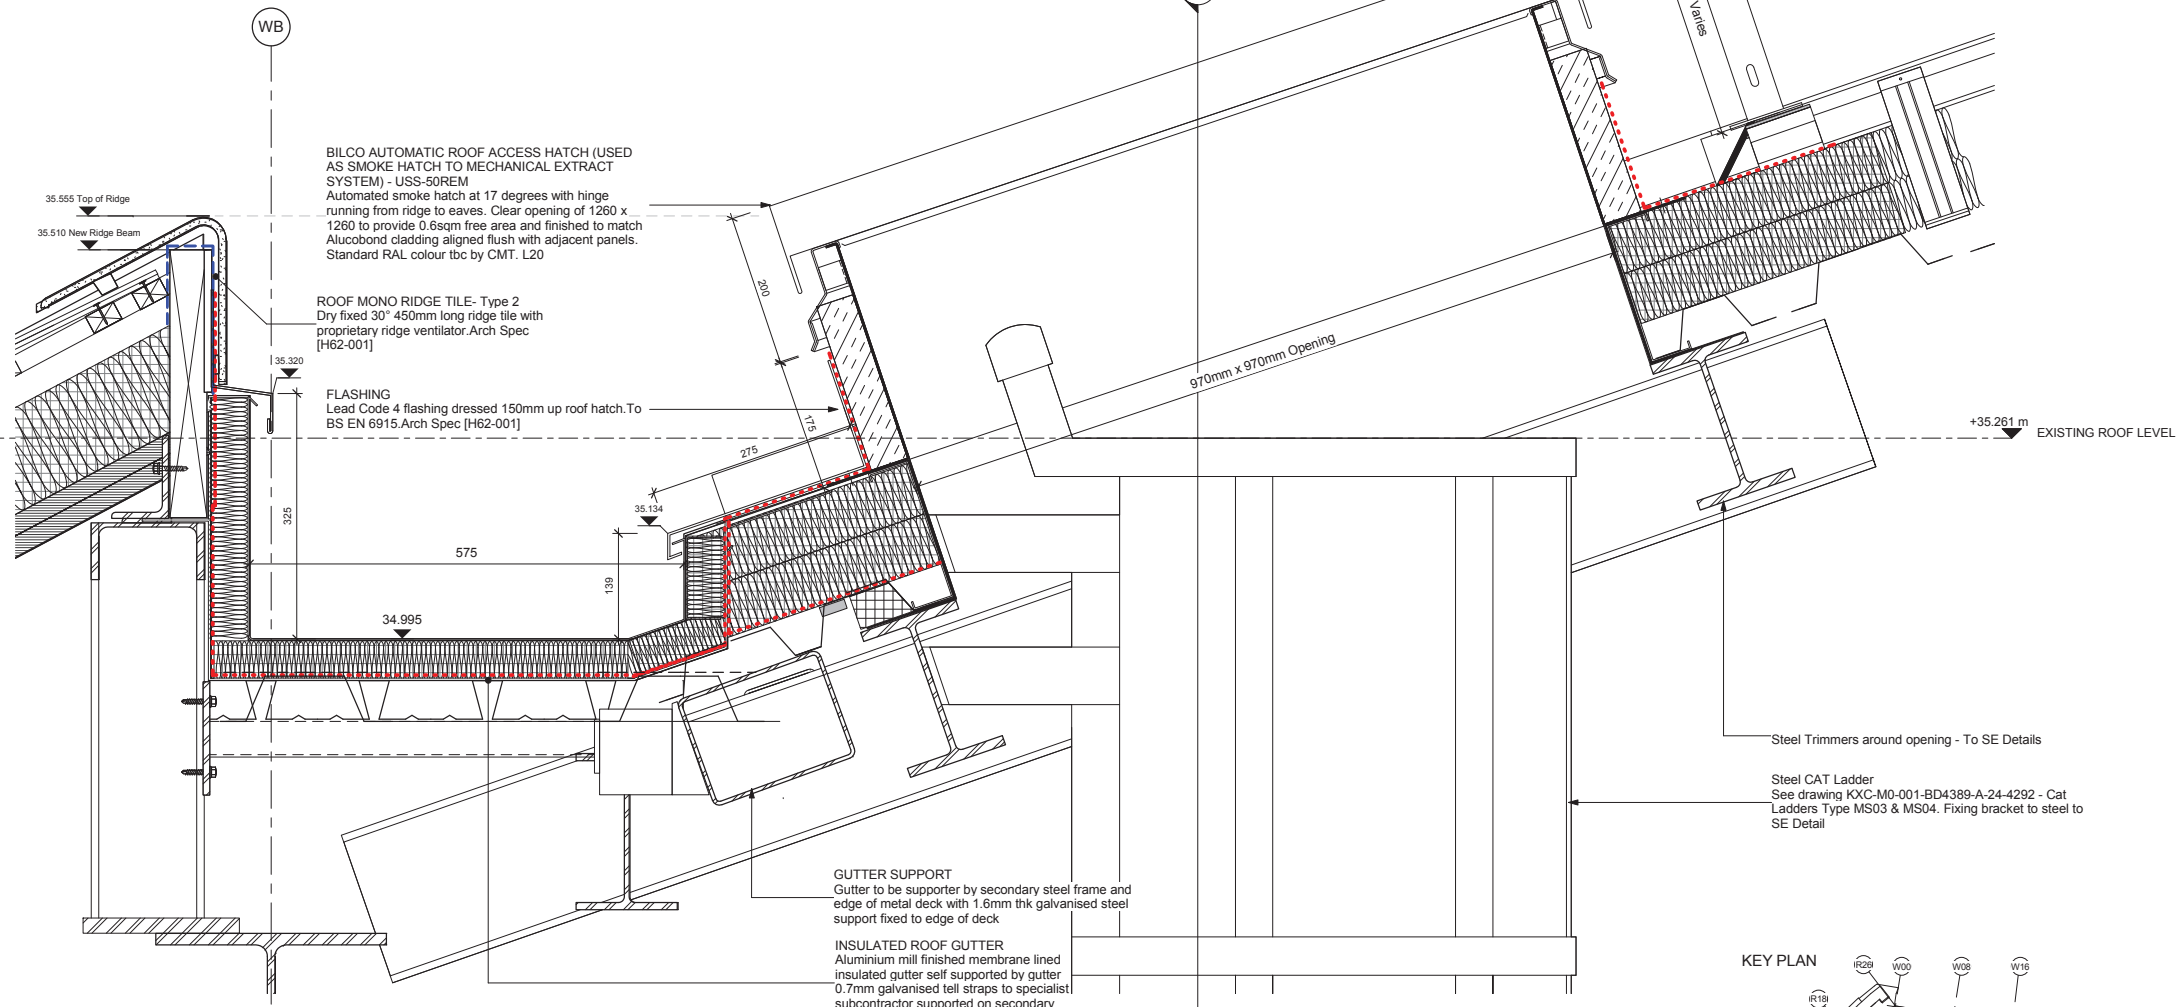 WB
Varies
BILCO AUTOMATIC ROOF ACCESS HATCH (USED
AS SMOKE HATCH TO MECHANICAL EXTRACT
SYSTEM) - USS-50REM
Automated smoke hatch at 17 degrees with hinge
running from ridge to eaves. Clear opening of 1260 x
1260 to provide 0.6sqm free area and finished to match
Alucobond cladding aligned flush with adjacent panels.
Standard RAL colour tbc by CMT. L20
35.555 Top of Ridge
35.510 New Ridge Beam
ROOF MONO RIDGE TILE- Type 2
Dry fixed 30° 450mm long ridge tile with
proprietary ridge ventilator.Arch Spec
[H62-001]
200
35.320
970mm x 970mm Opening
FLASHING
Lead Code 4 flashing dressed 150mm up roof hatch.To
BS EN 6915.Arch Spec [H62-001]
175
+35.261 m
EXISTING ROOF LEVEL
275
35.134
325
575
139
34.995
Steel Trimmers around opening - To SE Details
Steel CAT Ladder
See drawing KXC-M0-001-BD4389-A-24-4292 - Cat
Ladders Type MS03 & MS04. Fixing bracket to steel to
SE Detail
GUTTER SUPPORT
Gutter to be supporter by secondary steel frame and
edge of metal deck with 1.6mm thk galvanised steel
support fixed to edge of deck
INSULATED ROOF GUTTER
Aluminium mill finished membrane lined
insulated gutter self supported by gutter
0.7mm galvanised tell straps to specialist
subcontractor supported on secondary
KEY PLAN
R26
W00
W08
W16
R18